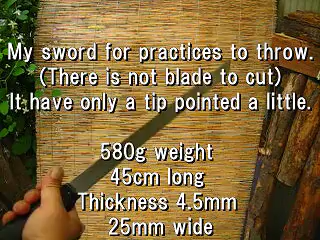 My sword for practices to throw.
(There is not blade to cut)
It have only a tip pointed a little.
580g weight
45cm long
Thickness 4.5mm
25mm wide